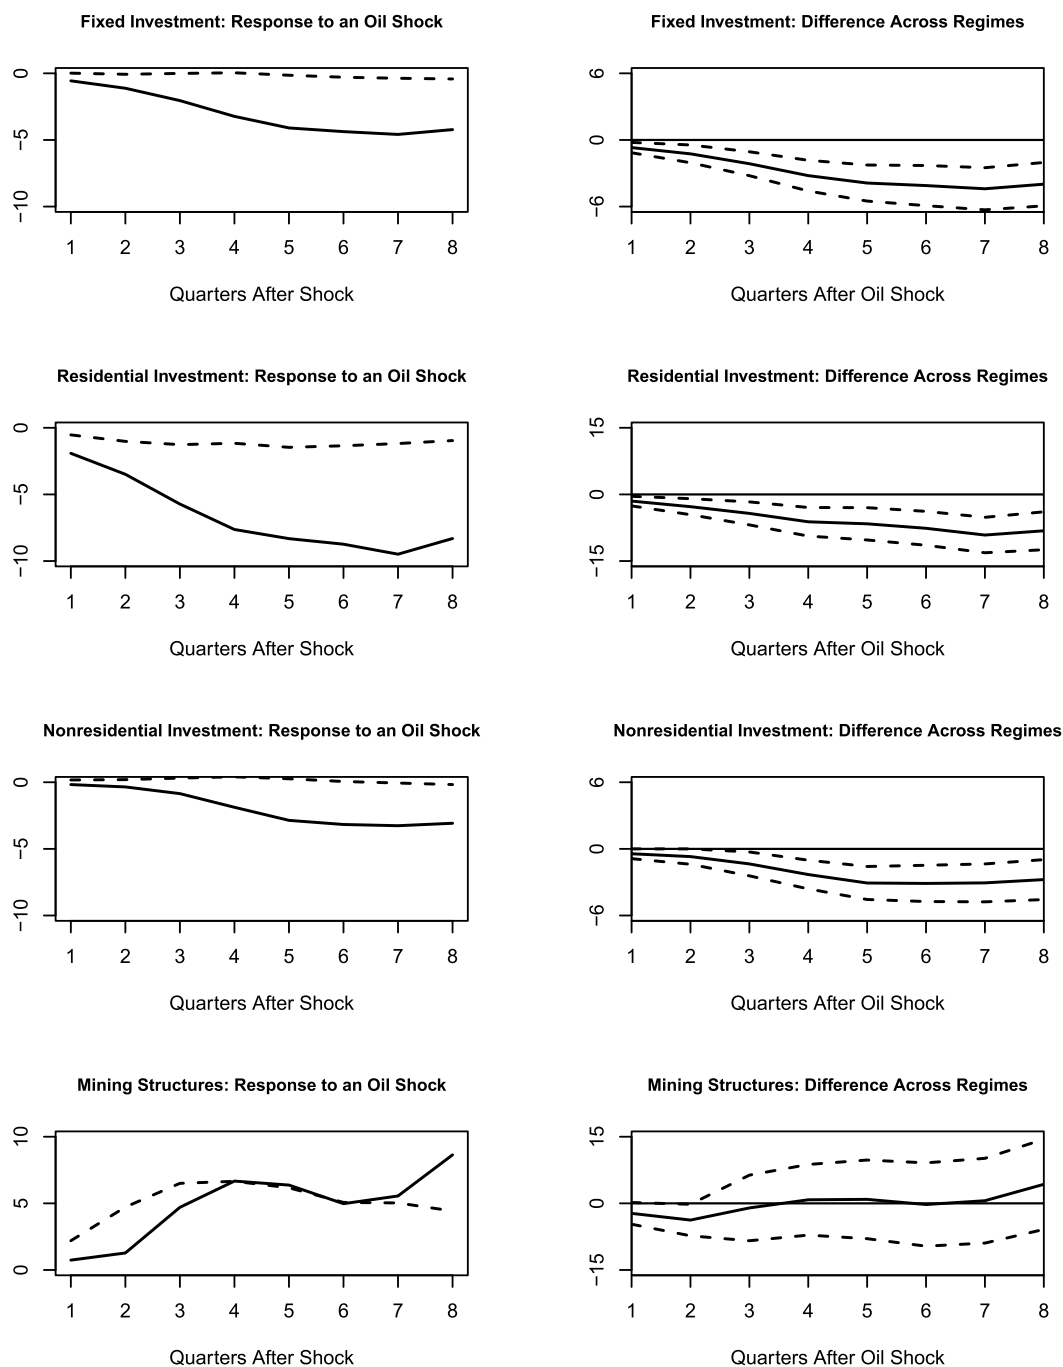 Fixed Investment: Response to an Oil Shock
0
−5
−10
1 2 3 4 5 6 7 8
Quarters After Shock
Fixed Investment: Difference Across Regimes
6
0
−6
1 2 3 4 5 6 7 8
Quarters After Oil Shock
Residential Investment: Response to an Oil Shock
0
−5
−10
1 2 3 4 5 6 7 8
Quarters After Shock
Residential Investment: Difference Across Regimes
15
0
−15
1 2 3 4 5 6 7 8
Quarters After Oil Shock
Nonresidential Investment: Response to an Oil Shock
0
−5
−10
1 2 3 4 5 6 7 8
Quarters After Shock
Nonresidential Investment: Difference Across Regimes
6
0
−6
1 2 3 4 5 6 7 8
Quarters After Oil Shock
Mining Structures: Response to an Oil Shock
10
5
0
1 2 3 4 5 6 7 8
Quarters After Shock
Mining Structures: Difference Across Regimes
15
0
−15
1 2 3 4 5 6 7 8
Quarters After Oil Shock